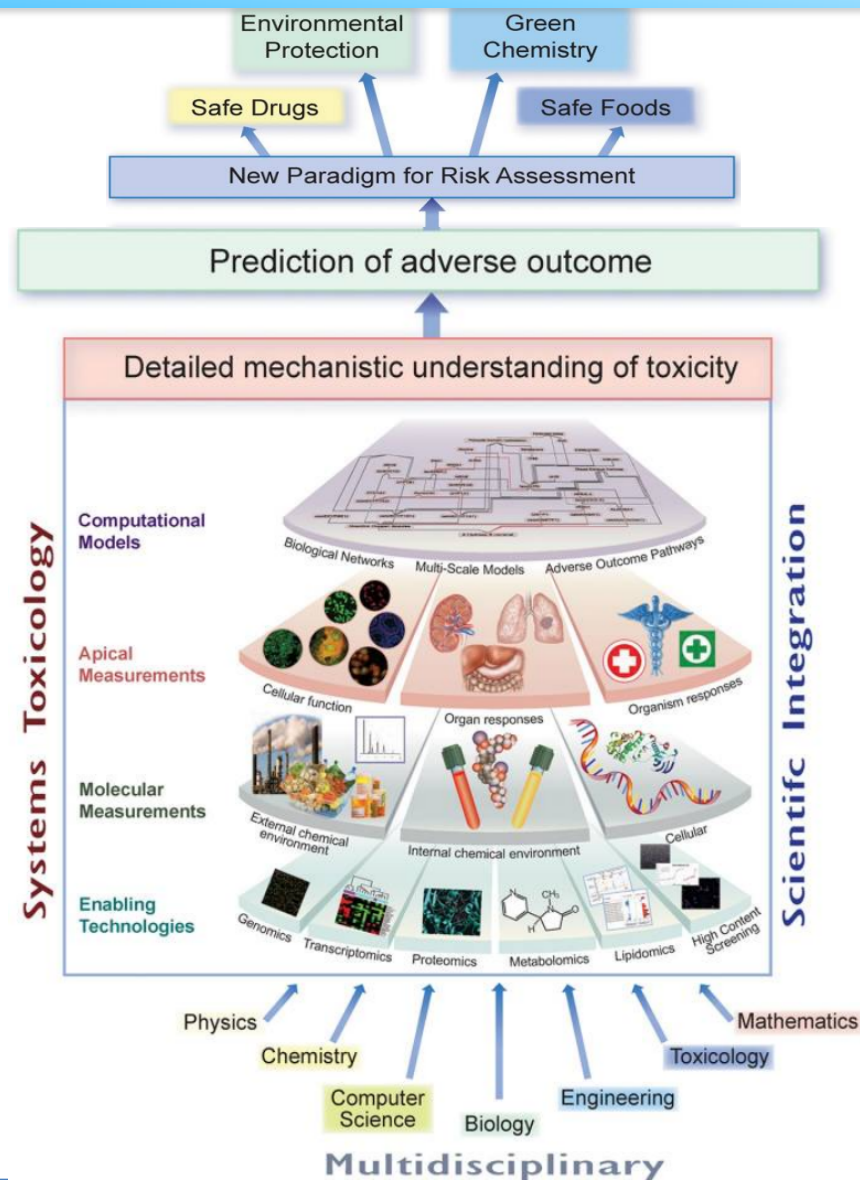 Environmental
Protection
Green
Chemistry
Safe Drugs
Safe Foods
New Paradigm for Risk Assessment
Prediction of adverse outcome
Detailed mechanistic understanding of toxicity
Systems Toxicology
Scientifc Integration
Computational
Models
Biological Networks
Multi-Scale Models
Adverse Outcome Pathways
Apical
Measurements
Cellular function
Organ responses
Organism responses
Molecular
Measurements
External chemical
environment
Internal chemical environment
Cellular
Enabling
Technologies
Genomics
Transcriptomics
Proteomics
N
N
CH₃
H
O
Metabolomics
Lipidomics
High Content
Screening
Physics
Chemistry
Computer
Science
Biology
Engineering
Toxicology
Mathematics
Multidisciplinary